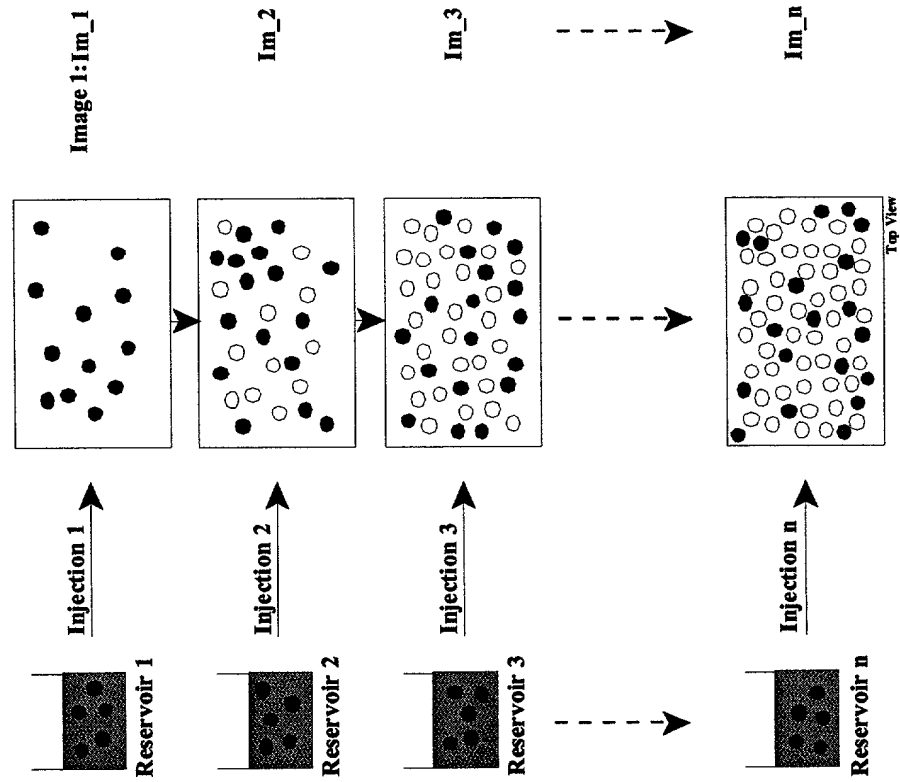 Image 1: Im_1
Im_2
Im_3
Im_n
Top View
Injection 1
Injection 2
Injection 3
Injection n
Reservoir 1
Reservoir 2
Reservoir 3
Reservoir n